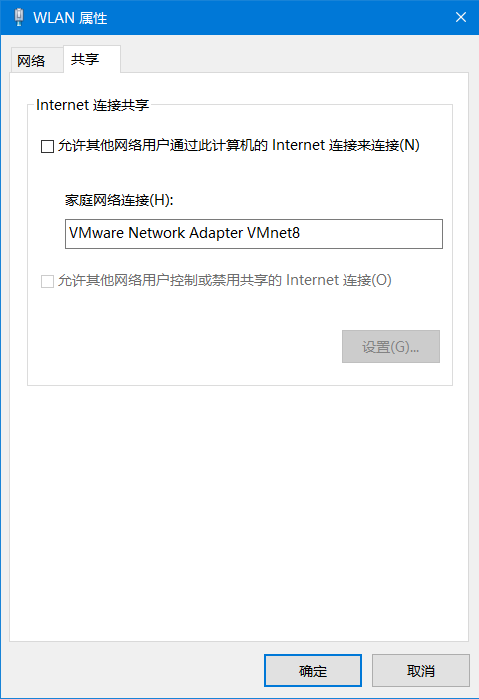 WLAN 属性
网络
共享
Internet 连接共享
允许其他网络用户通过此计算机的 Internet 连接来连接(N)
家庭网络连接(H):
VMware Network Adapter VMnet8
允许其他网络用户控制或禁用共享的 Internet 连接(O)
设置(G)...
确定
取消